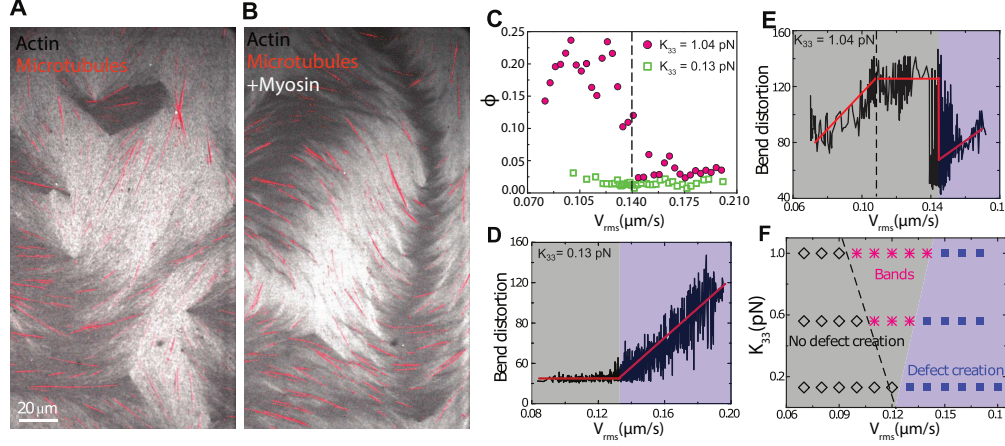 A
Actin
Microtubules
20 μm
B
Actin
Microtubules
+Myosin
C
K33 = 1.04 pN
K33 = 0.13 pN
ϕ
0.25
0.20
0.15
0.10
0.05
0.00
0.070 0.105 0.140 0.175 0.210
Vrms(μm/s)
D
K33= 0.13 pN
Bend distortion
160
120
80
60
40
0
0.08 0.12 0.16 0.20
Vrms(μm/s)
E
K33 = 1.04 pN
Bend distortion
160
120
80
40
0.06 0.10 0.14 0.1
Vrms(μm/s)
F
Bands
No defect creation
Defect creation
K33(pN)
1.0
0.6
0.2
0.06 0.09 0.12 0.1
Vrms(μm/s)